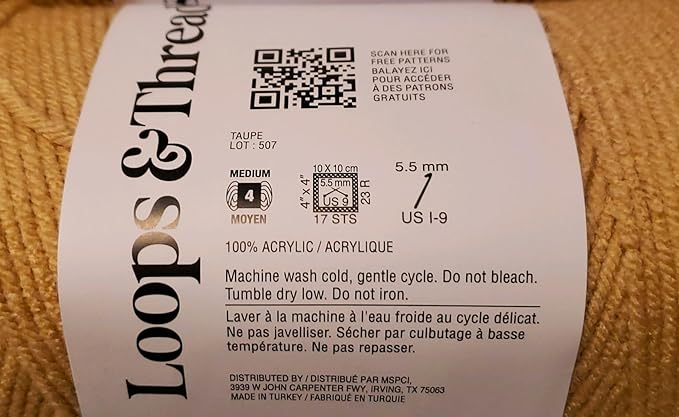 Loops & Threa
SCAN HERE FOR
FREE PATTERNS
BALAYEZ ICI
POUR ACCÉDER
À DES PATRONS
GRATUITS
TAUPE
LOT : 507
MEDIUM
4
MOYEN
10 X 10 cm
4" x 4"
5.5 mm
US 9
23 R
17 STS
5.5 mm
US I-9
100% ACRYLIC / ACRYLIQUE
Machine wash cold, gentle cycle. Do not bleach.
Tumble dry low. Do not iron.
Laver à la machine à l'eau froide au cycle délicat.
Ne pas javelliser. Sécher par culbutage à basse
température. Ne pas repasser.
DISTRIBUTED BY / DISTRIBUÉ PAR MSPCI,
3939 W JOHN CARPENTER FWY, IRVING, TX 75063
MADE IN TURKEY / FABRIQUÉ EN TURQUIE